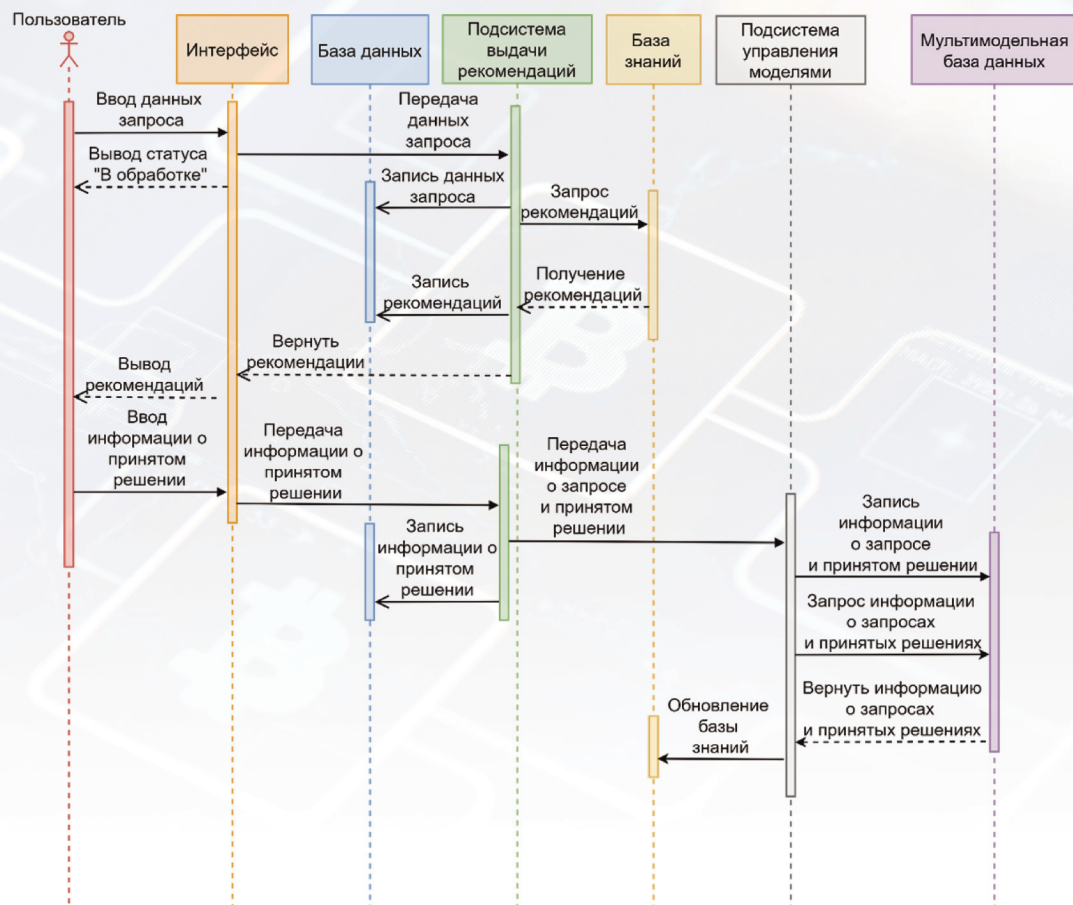 Пользователь
Интерфейс
База данных
Подсистема
выдачи
рекомендаций
База
знаний
Подсистема
управления
моделями
Мультимодельная
база данных
Ввод данных
запроса
Передача
данных
запроса
Вывод статуса
"В обработке"
Запись данных
запроса
Запрос
рекомендаций
Получение
рекомендаций
Запись
рекомендаций
Вернуть
рекомендации
Вывод
рекомендаций
Ввод
информации о
принятом
решении
Передача
информации о
принятом
решении
Передача
информации
о запросе
и принятом
решении
Запись
информации о
принятом
решении
Запись
информации
о запросе
и принятом решении
Запрос информации
о запросах
и принятых решениях
Вернуть информацию
о запросах
и принятых решениях
Обновление
базы
знаний